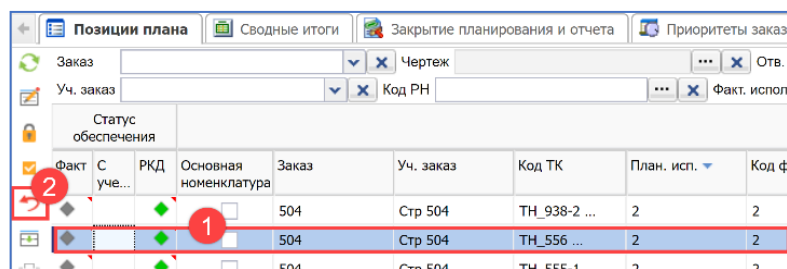 Позиции плана Сводные итоги Закрытие планирования и отчета Приоритеты заказ
Заказ Чертеж ... Отв.
Уч. заказ Код РН ... Факт. испол
Статус
обеспечения
Факт С уче... РКД Основная номенклатура Заказ Уч. заказ Код ТК План. исп. Код ф
2
504 Стр 504 ТН_938-2 ... 2 2
1
504 Стр 504 ТН_556 ... 2 2
504 Стр 504 ТН_555-1